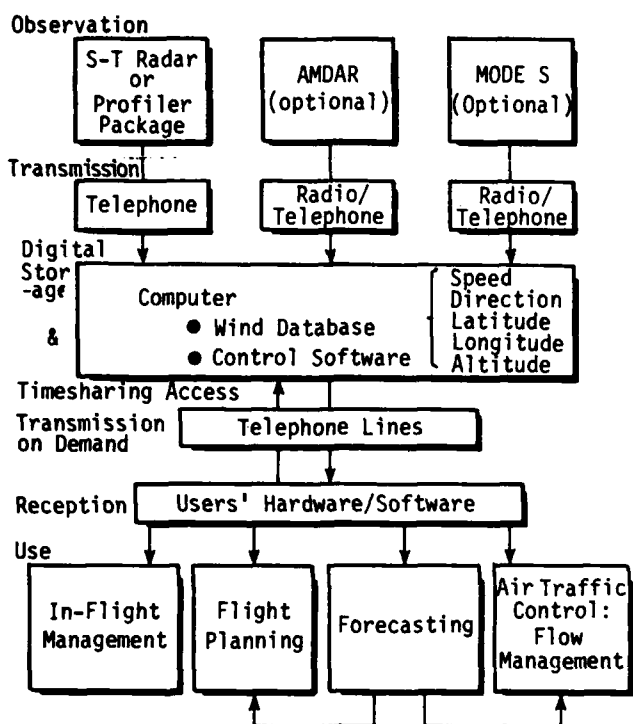 Observation
S-T Radar
or
Profiler
Package
AMDAR
(optional)
MODE S
(Optional)
Transmission
Telephone
Radio/
Telephone
Radio/
Telephone
Digital
Stor
-age
&
Computer
● Wind Database
● Control Software
Speed
Direction
Latitude
Longitude
Altitude
Timesharing Access
Transmission
on Demand
Telephone Lines
Reception
Users' Hardware/Software
Use
In-Flight
Management
Flight
Planning
Forecasting
Air Traffic
Control:
Flow
Management